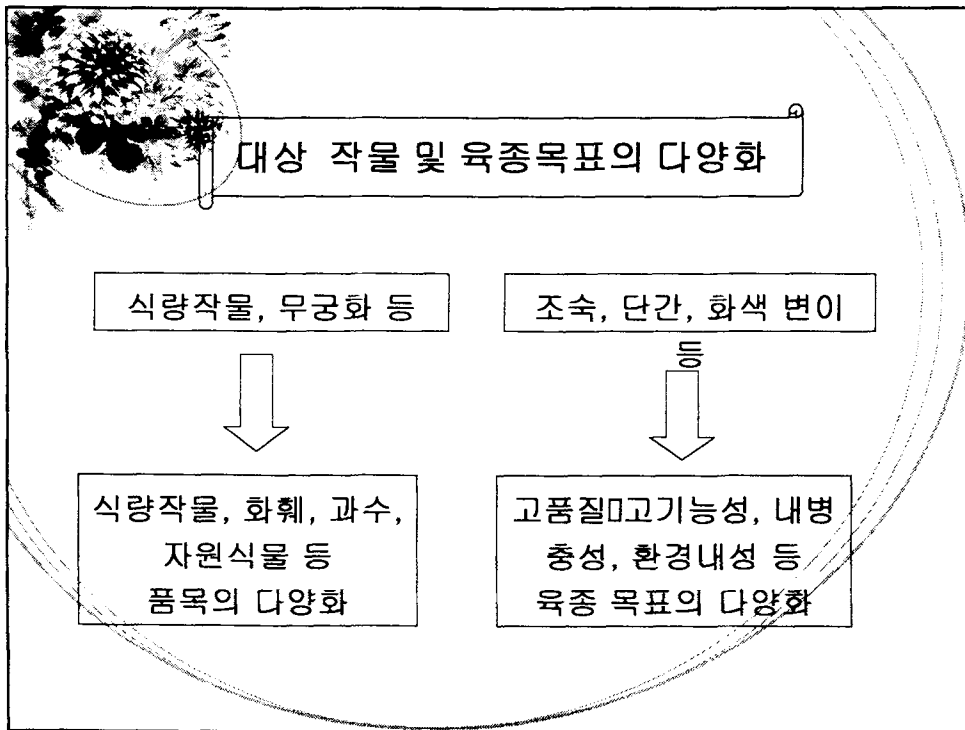 대상 작물 및 육종목표의 다양화
식량작물, 무궁화 등
조숙, 단간, 화색 변이
등
식량작물, 화훼, 과수,
자원식물 등
품목의 다양화
고품질▯고기능성, 내병
충성, 환경내성 등
육종 목표의 다양화